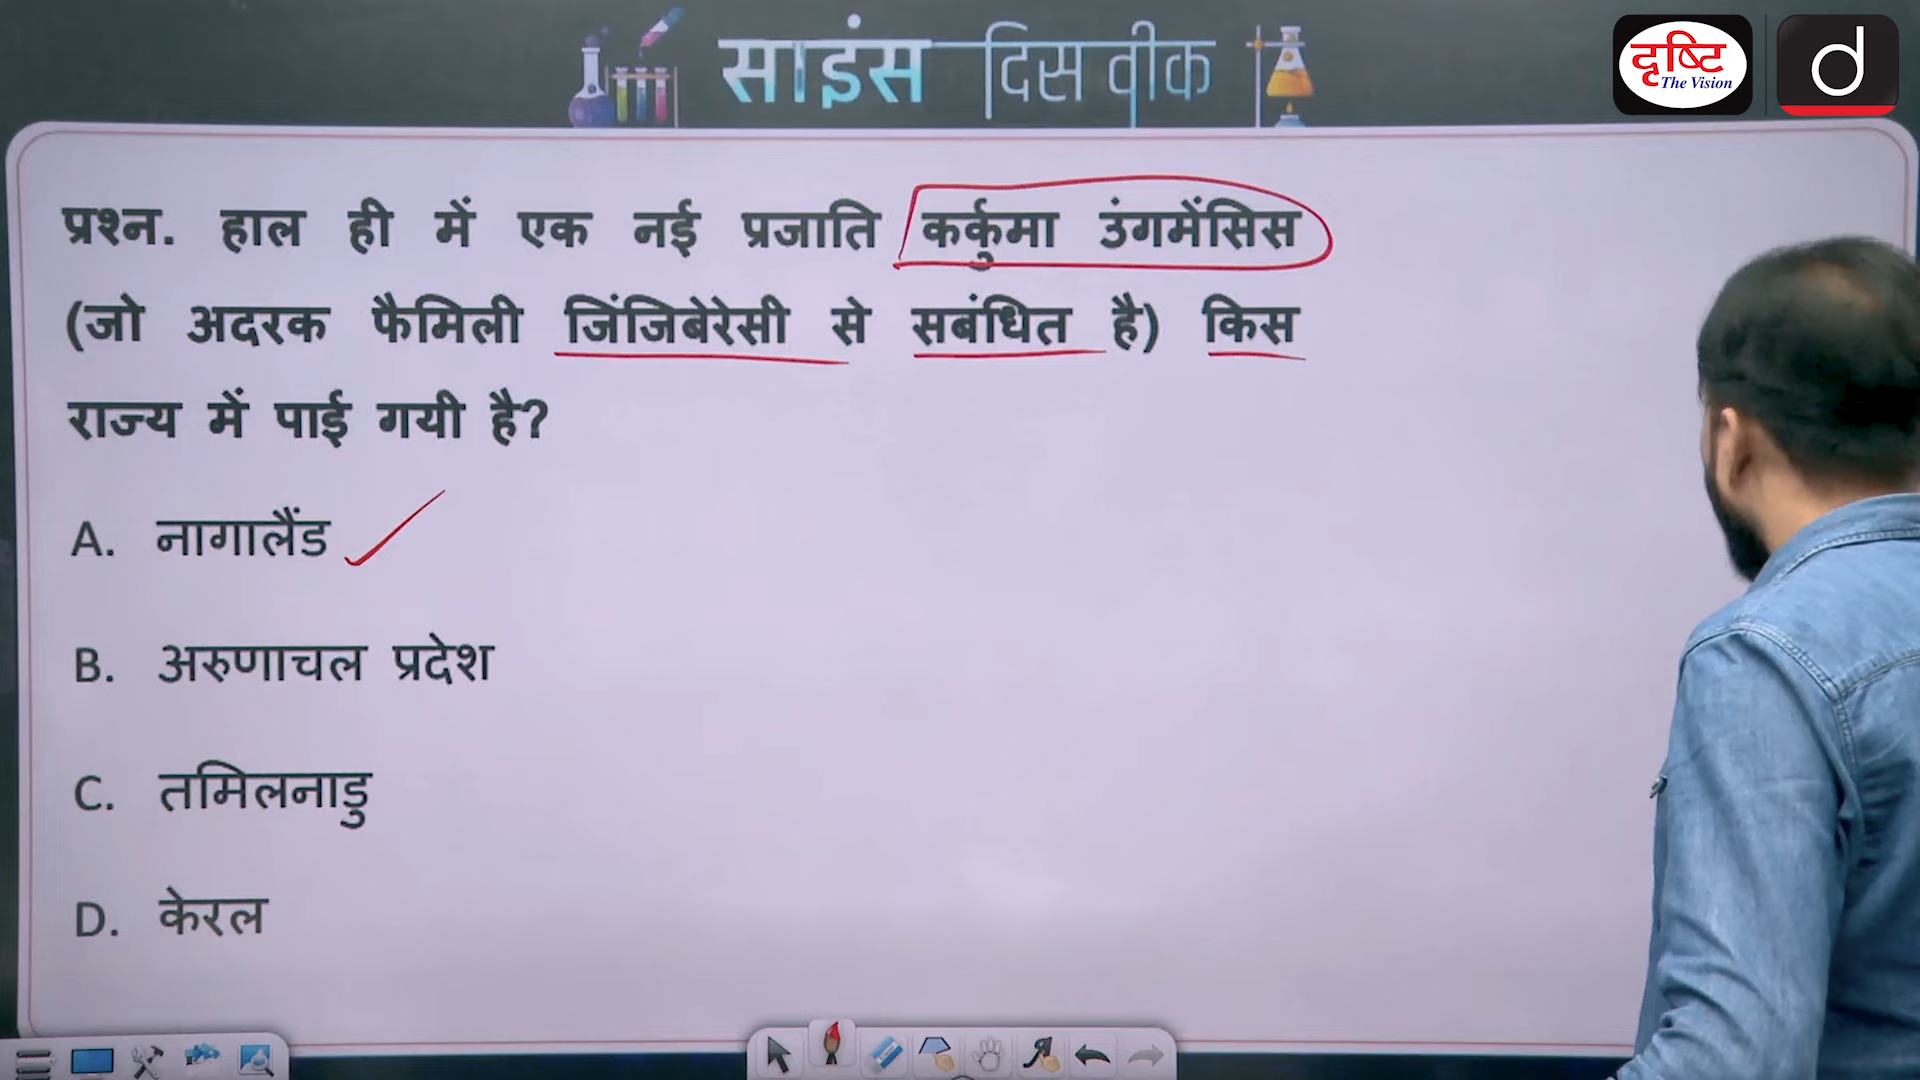 साइंस दिस वीक
दृष्टि
The Vision
d
प्रश्न. हाल ही में एक नई प्रजाति कर्कुमा उंगमेंसिस
(जो अदरक फैमिली जिंजिबेरेसी से सबंधित है) किस
राज्य में पाई गयी है?
A. नागालैंड
B. अरुणाचल प्रदेश
C. तमिलनाडु
D. केरल